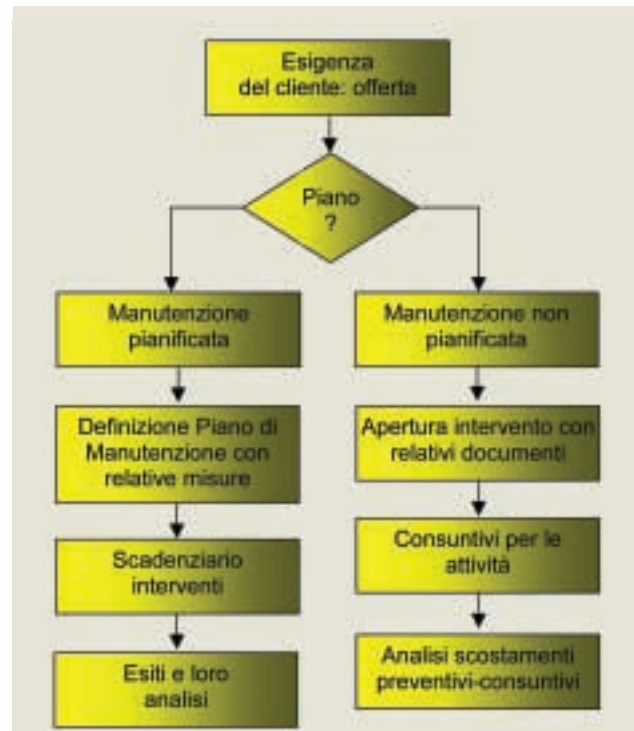 Esigenza
del cliente: offerta
Piano
?
Manutenzione
pianificata
Definizione Piano di
Manutenzione con
relative misure
Scadenziario
interventi
Esiti e loro
analisi
Manutenzione non
pianificata
Apertura intervento con
relativi documenti
Consuntivi per le
attività
Analisi scostamenti
preventivi-consuntivi